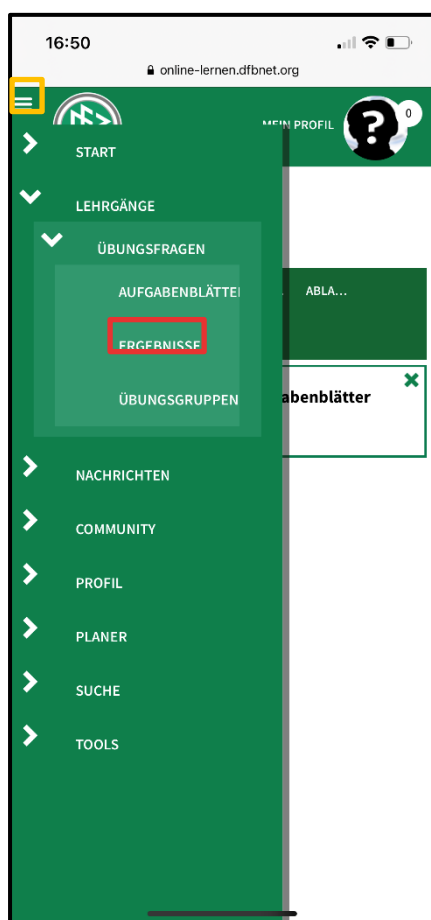 16:50
online-lernen.dfbnet.org
MEIN PROFIL
0
START
LEHRGÄNGE
ÜBUNGSFRAGEN
AUFGABENBLÄTTE
ABLA...
ERGEBNISSE
ÜBUNGSGRUPPEN
abenblätter
NACHRICHTEN
COMMUNITY
PROFIL
PLANER
SUCHE
TOOLS